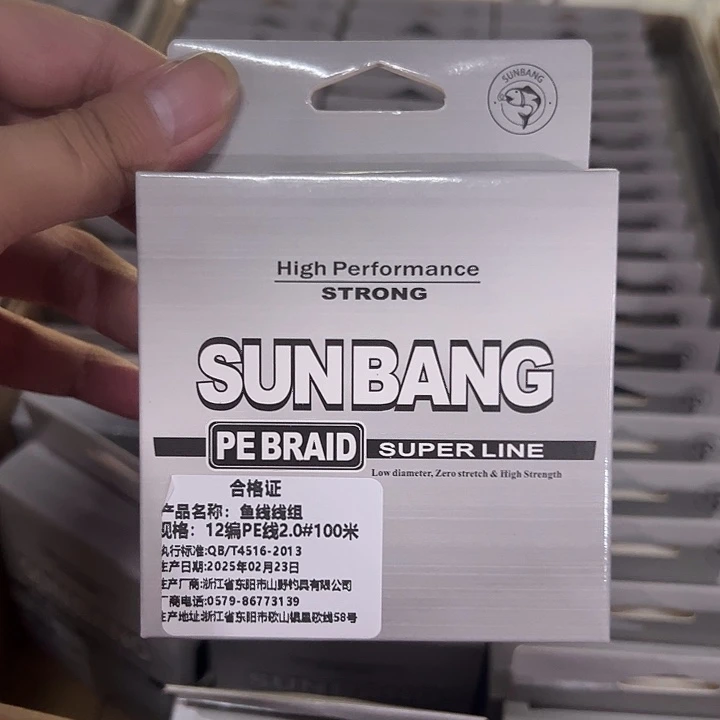 SUNBANG
High Performance
STRONG
SUNBANG
PE BRAID SUPER LINE
Low diameter, Zero stretch & High Strength
合格证
产品名称：鱼线线组
规格：12编PE线2.0#100米
执行标准:QB/T4516-2013
生产日期:2025年02月23日
生产厂商:浙江省东阳市山野钓具有限公司
厂商电话:0579-86773139
生产地址:浙江省东阳市歌山镇昱欧线58号